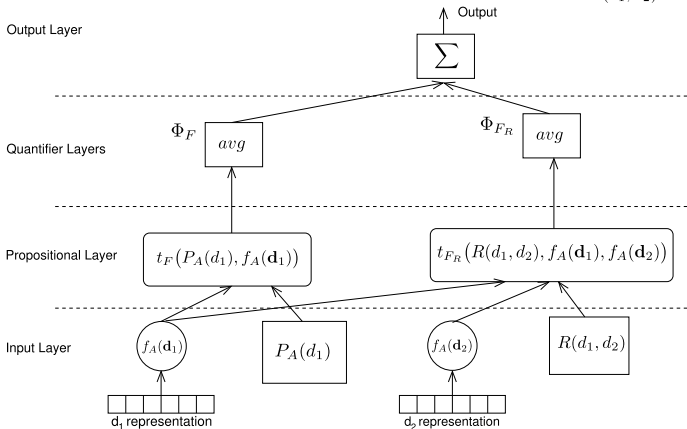 Output
Output Layer
∑
Φ_F
avg
Φ_{F_R}
avg
Quantifier Layers
Propositional Layer
t_F(P_A(d_1), f_A(𝐝_1))
t_{F_R}(R(d_1, d_2), f_A(𝐝_1), f_A(𝐝_2))
Input Layer
f_A(𝐝_1)
P_A(d_1)
f_A(𝐝_2)
R(d_1, d_2)
d_1 representation
d_2 representation